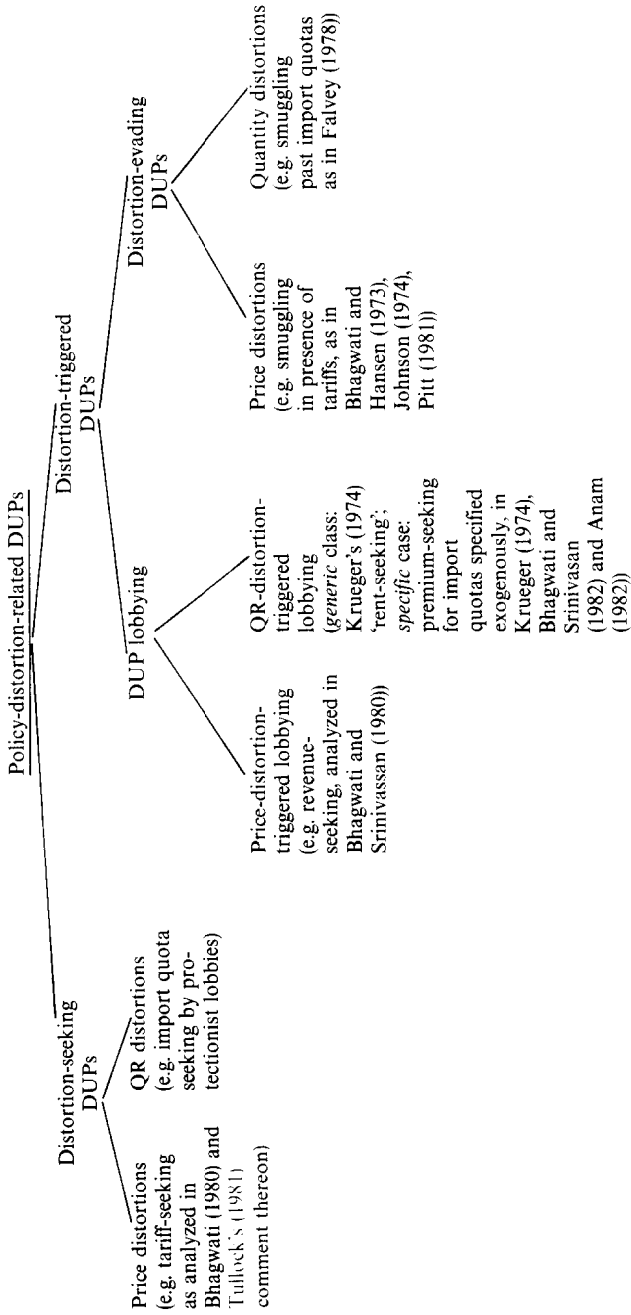 Policy-distortion-related DUPs
Distortion-seeking
DUPs
Distortion-triggered
DUPs
Price distortions
(e.g. tariff-seeking
as analyzed in
Bhagwati (1980) and
Tullock's (1981)
comment thereon)
QR distortions
(e.g. import quota
seeking by pro-
tectionist lobbies)
DUP lobbying
Distortion-evading
DUPs
Price-distortion-
triggered lobbying
(e.g. revenue-
seeking, analyzed in
Bhagwati and
Srinivassan (1980))
QR-distortion-
triggered
lobbying
(generic class:
Krueger's (1974)
'rent-seeking';
specific case:
premium-seeking
for import
quotas specified
exogenously, in
Krueger (1974),
Bhagwati and
Srinivasan
(1982) and Anam
(1982))
Price distortions
(e.g. smuggling
in presence of
tariffs, as in
Bhagwati and
Hansen (1973),
Johnson (1974),
Pitt (1981))
Quantity distortions
(e.g. smuggling
past import quotas
as in Falvey (1978))